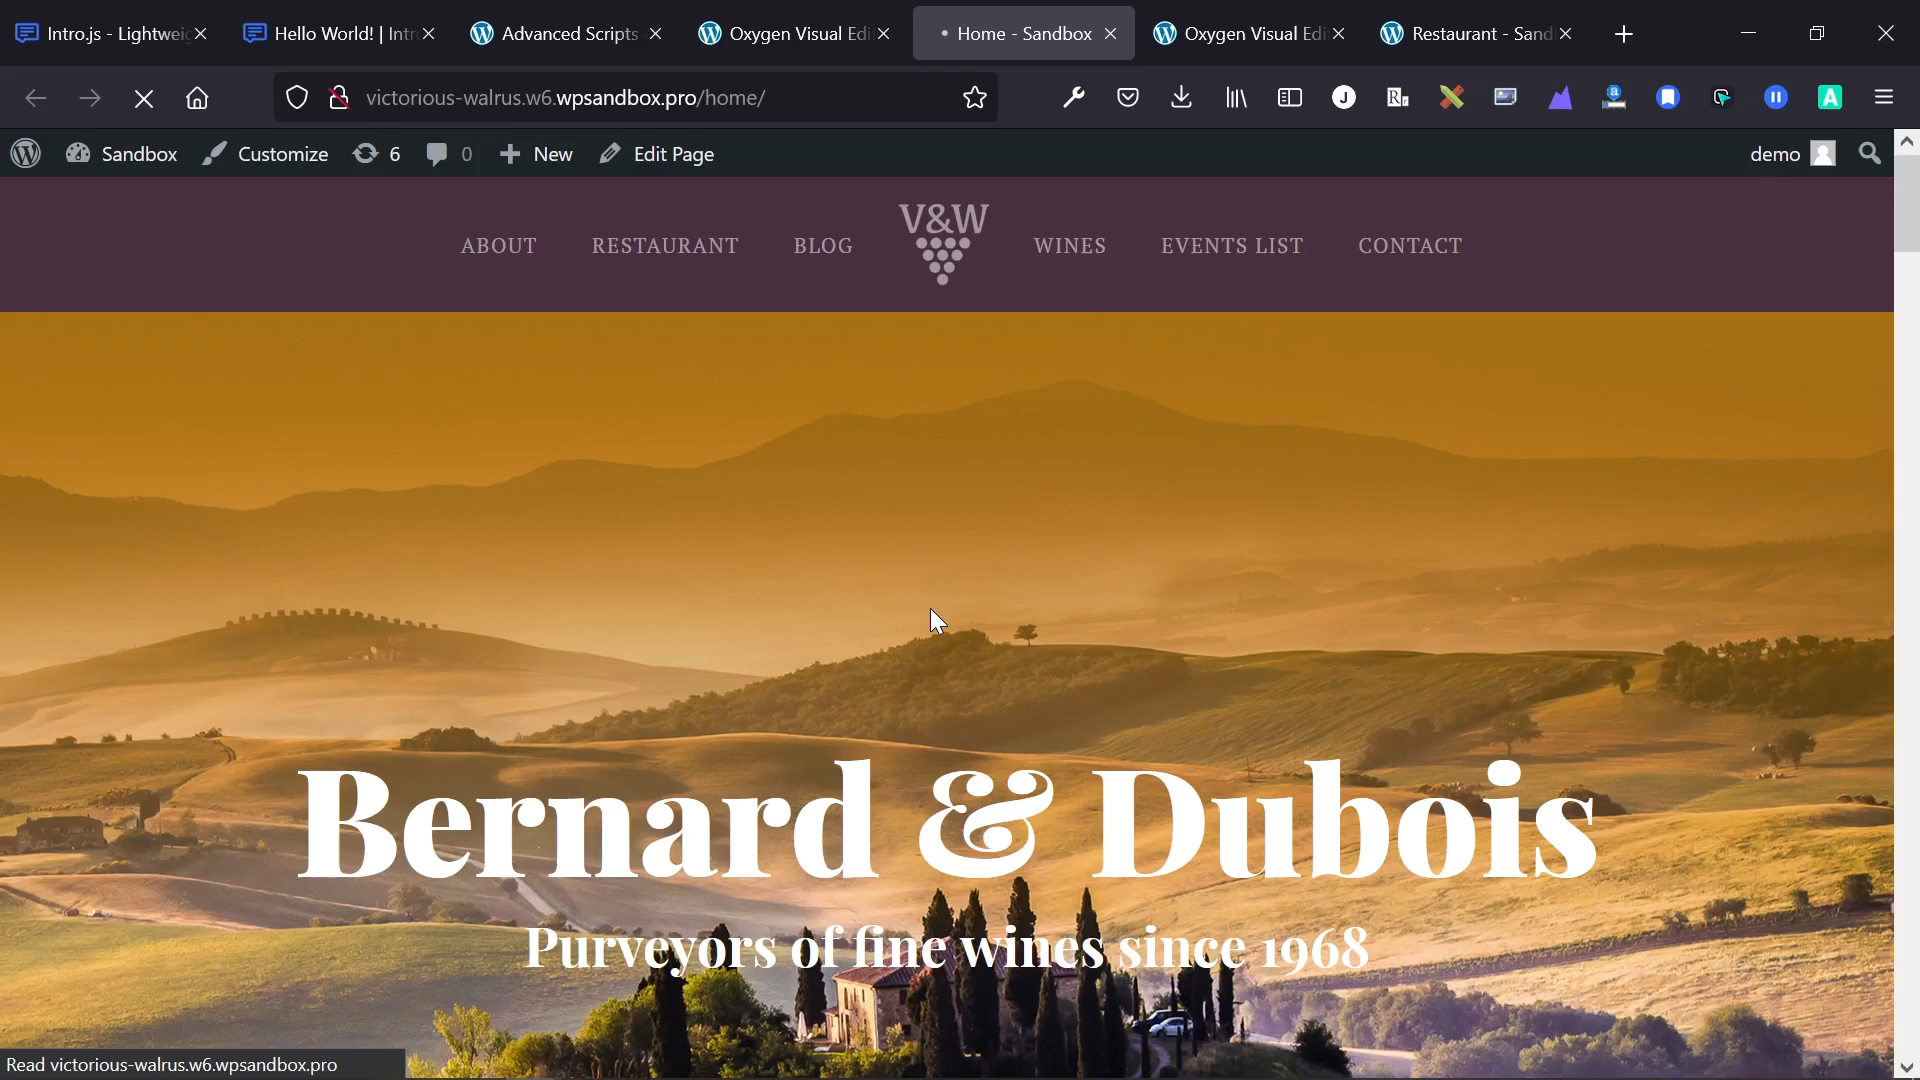 Intro.js - Lightwei
Hello World! | Intr
Advanced Scripts
Oxygen Visual Edi
Home - Sandbox
Oxygen Visual Edi
Restaurant - Sand
victorious-walrus.w6.wpsandbox.pro/home/
Sandbox
Customize
6
0
New
Edit Page
demo
ABOUT
RESTAURANT
BLOG
V&W
WINES
EVENTS LIST
CONTACT
Bernard & Dubois
Purveyors of fine wines since 1968
Read victorious-walrus.w6.wpsandbox.pro